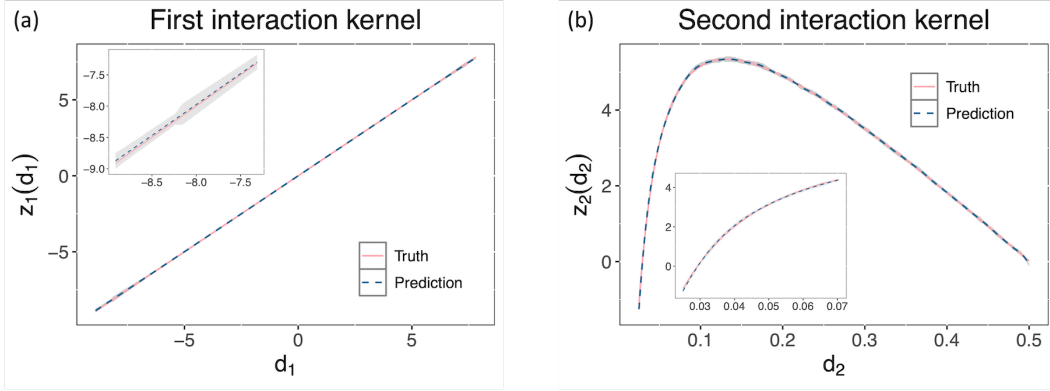 (a) First interaction kernel
-7.5
-8.0
-8.5
-9.0
-8.5 -8.0 -7.5
5
0
-5
z1(d1)
Truth
Prediction
-5 0 5
d1
(b) Second interaction kernel
Truth
Prediction
4
2
0
z2(d2)
4
2
0
0.03 0.04 0.05 0.06 0.07
0.1 0.2 0.3 0.4 0.5
d2